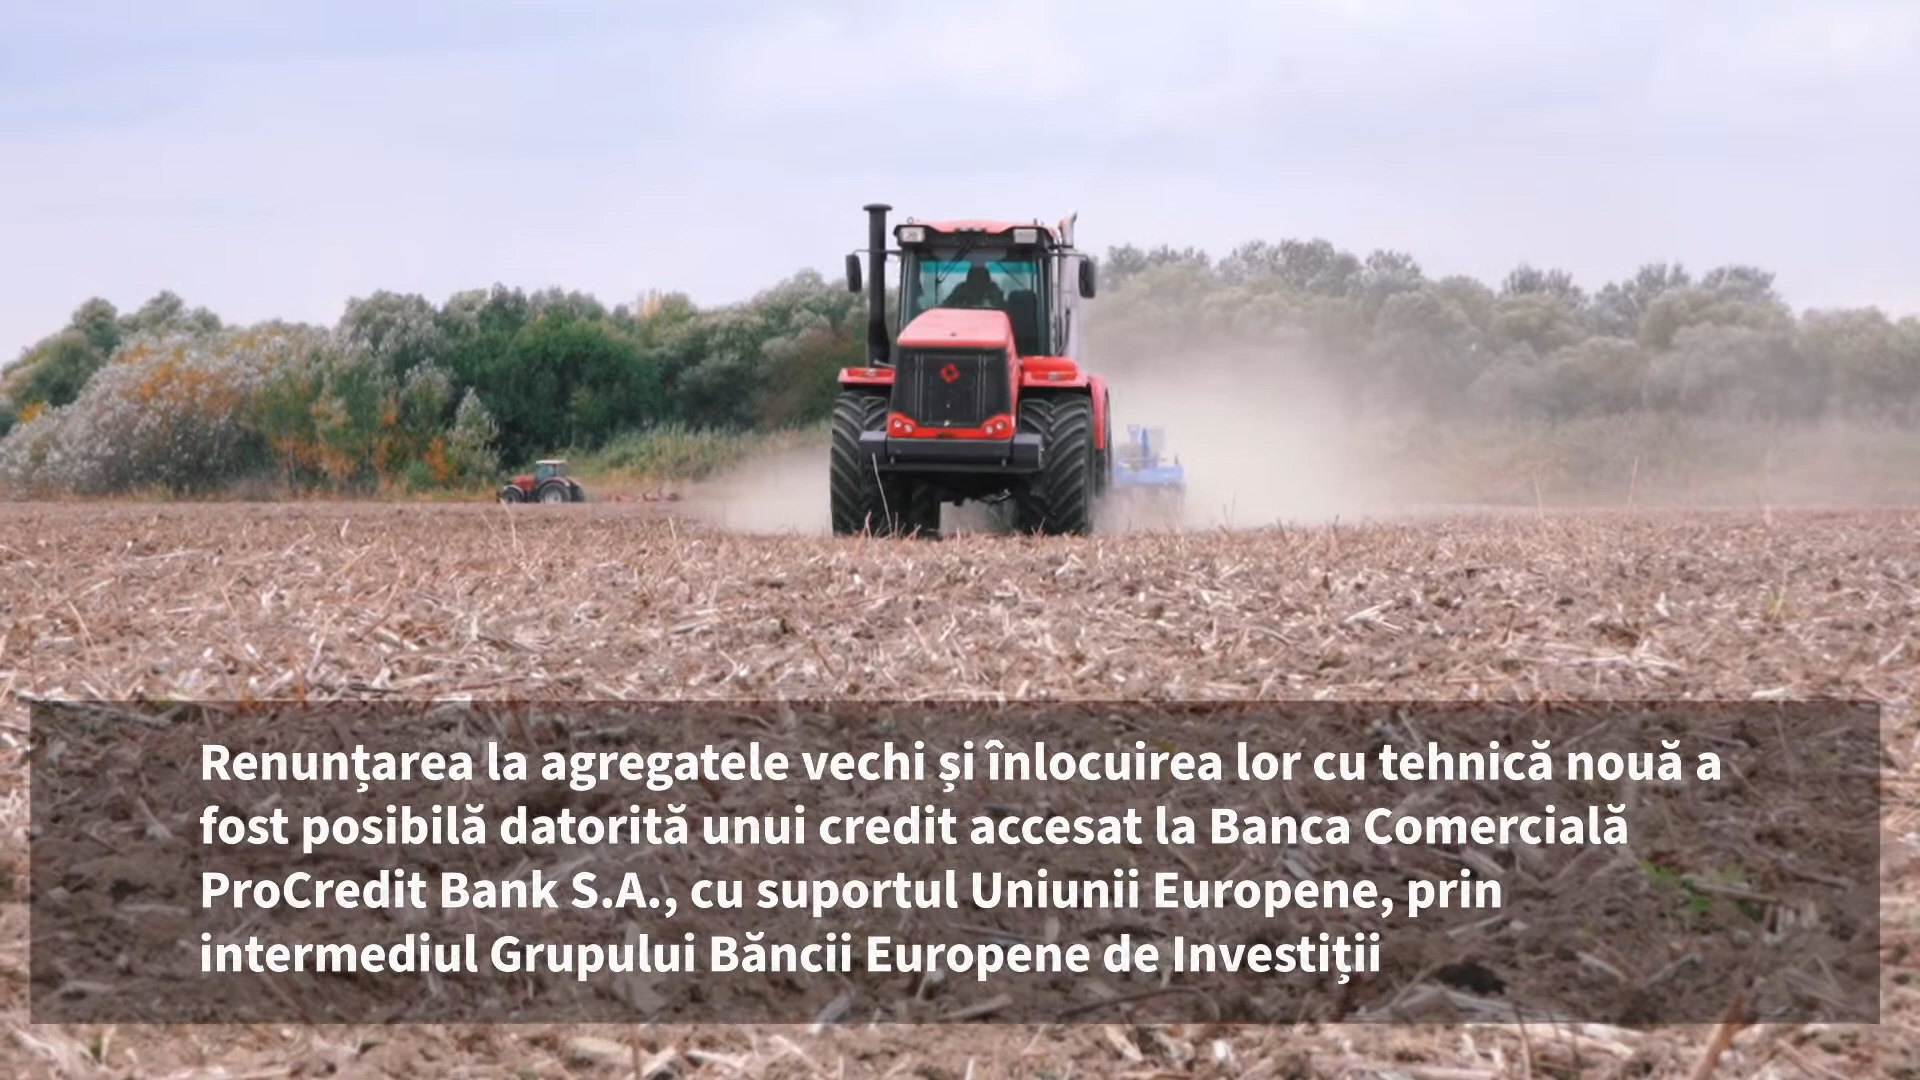 Renunțarea la agregatele vechi și înlocuirea lor cu tehnică nouă a
fost posibilă datorită unui credit accesat la Banca Comercială
ProCredit Bank S.A., cu suportul Uniunii Europene, prin
intermediul Grupului Băncii Europene de Investiții